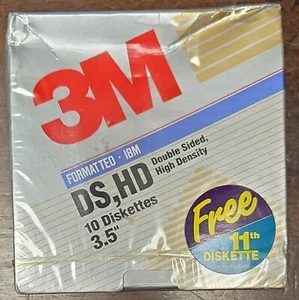 3M
FORMATTED · IBM
DS,HD Double Sided,
High Density
10 Diskettes
3.5"
Free
11th
DISKETTE